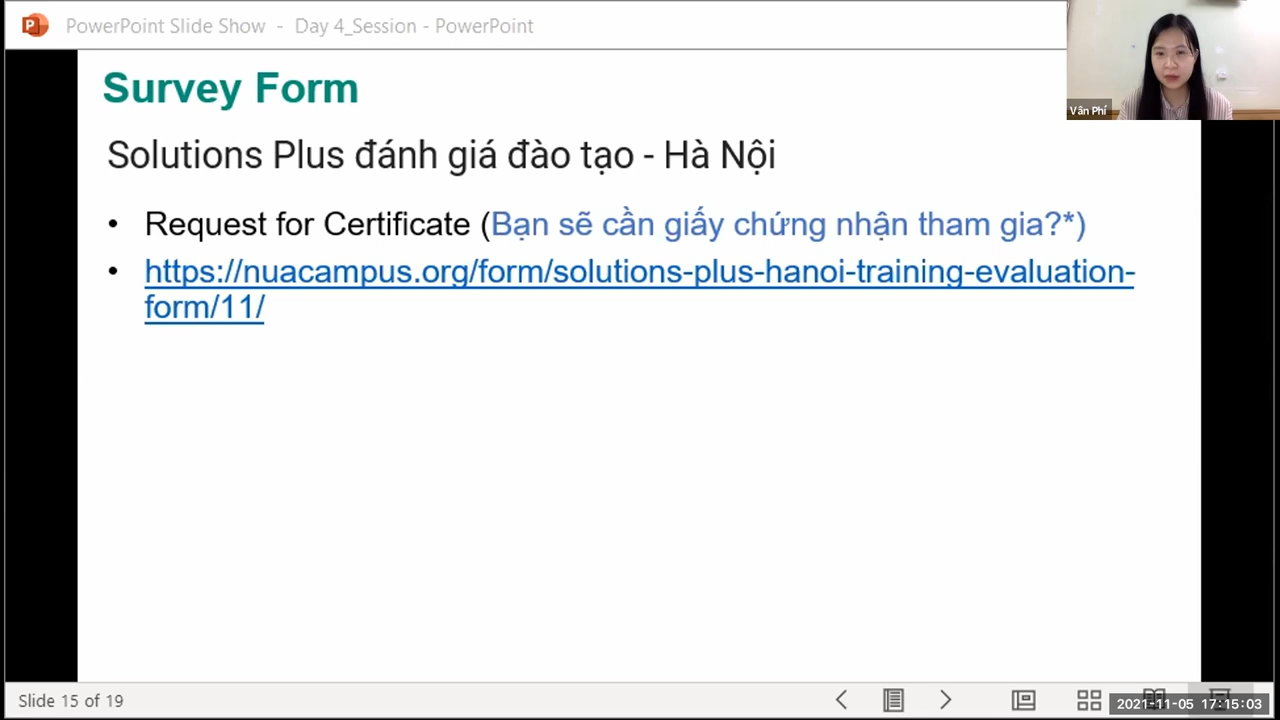 PowerPoint Slide Show - Day 4_Session - PowerPoint
Vân Phí
Survey Form
Solutions Plus đánh giá đào tạo - Hà Nội
• Request for Certificate (Bạn sẽ cần giấy chứng nhận tham gia?*)
• https://nuacampus.org/form/solutions-plus-hanoi-training-evaluation-
form/11/
Slide 15 of 19
2021-11-05 17:15:03